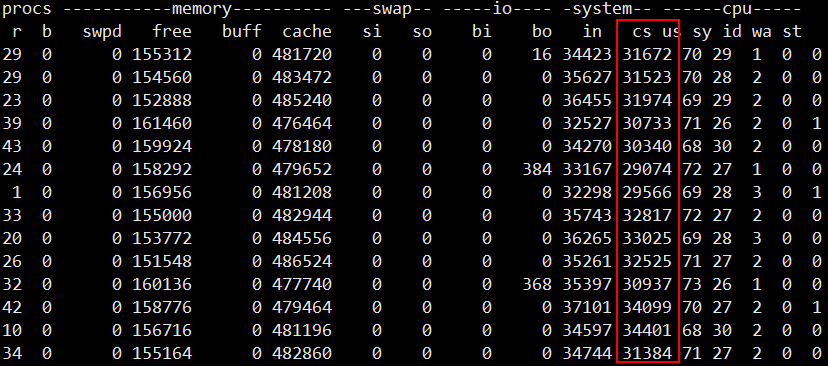 procs -----------memory---------- ---swap-- -----io---- -system-- ------cpu-----
r b swpd free buff cache si so bi bo in cs us sy id wa st
29 0 0 155312 0 481720 0 0 0 16 34423 31672 70 29 1 0 0
29 0 0 154560 0 483472 0 0 0 0 35627 31523 70 28 2 0 0
23 0 0 152888 0 485240 0 0 0 0 36455 31974 69 29 2 0 0
39 0 0 161460 0 476464 0 0 0 0 32527 30733 71 26 2 0 1
43 0 0 159924 0 478180 0 0 0 0 34270 30340 68 30 2 0 0
24 0 0 158292 0 479652 0 0 0 384 33167 29074 72 27 1 0 0
1 0 0 156956 0 481208 0 0 0 0 32298 29566 69 28 3 0 1
33 0 0 155000 0 482944 0 0 0 0 35743 32817 72 27 2 0 0
20 0 0 153772 0 484556 0 0 0 0 36265 33025 69 28 3 0 0
26 0 0 151548 0 486524 0 0 0 0 35261 32525 71 27 2 0 0
32 0 0 160136 0 477740 0 0 0 368 35397 30937 73 26 1 0 0
42 0 0 158776 0 479464 0 0 0 0 37101 34099 70 27 2 0 1
10 0 0 156716 0 481196 0 0 0 0 34597 34401 68 30 2 0 0
34 0 0 155164 0 482860 0 0 0 0 34744 31384 71 27 2 0 0